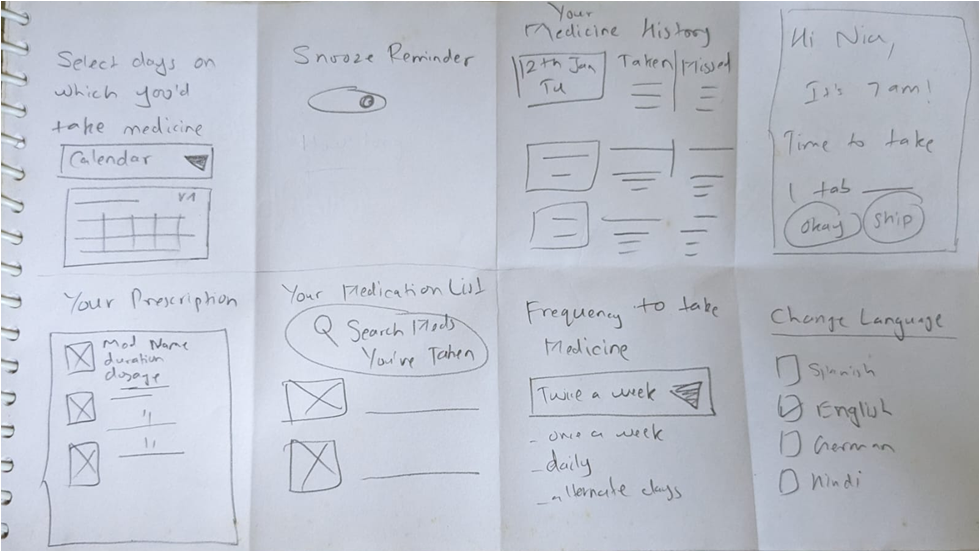 Select days on
which you'd
take medicine
Calendar
Snooze Reminder
Your
Medicine History
12th Jan
Tu
Taken
Missed
Hi Nick,
It's 7 am!
Time to take
1 tab
Okay
Skip
Your Prescription
Med Name
duration
dosage
Your Medication List
Search Meds
You've Taken
Frequency to take
Medicine
Twice a week
- once a week
- daily
- alternate days
Change Language
Spanish
English
German
Hindi